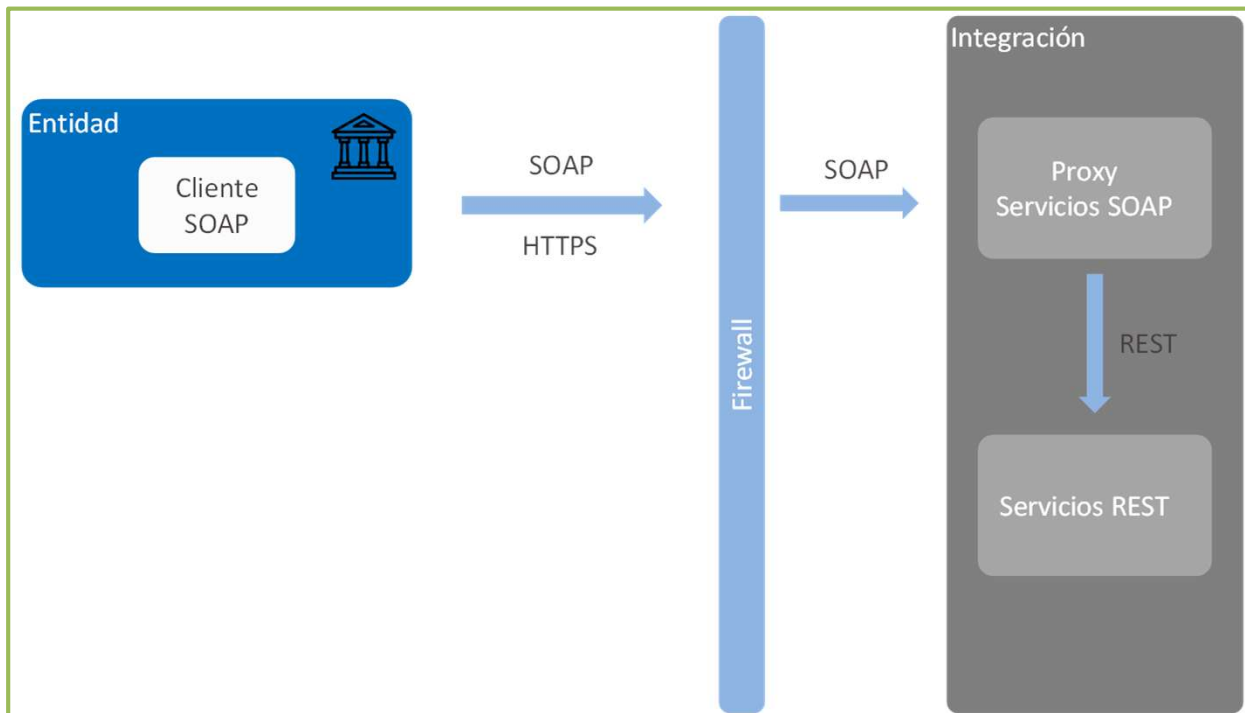 Entidad
Cliente
SOAP
SOAP
HTTPS
Firewall
SOAP
Integración
Proxy
Servicios SOAP
REST
Servicios REST